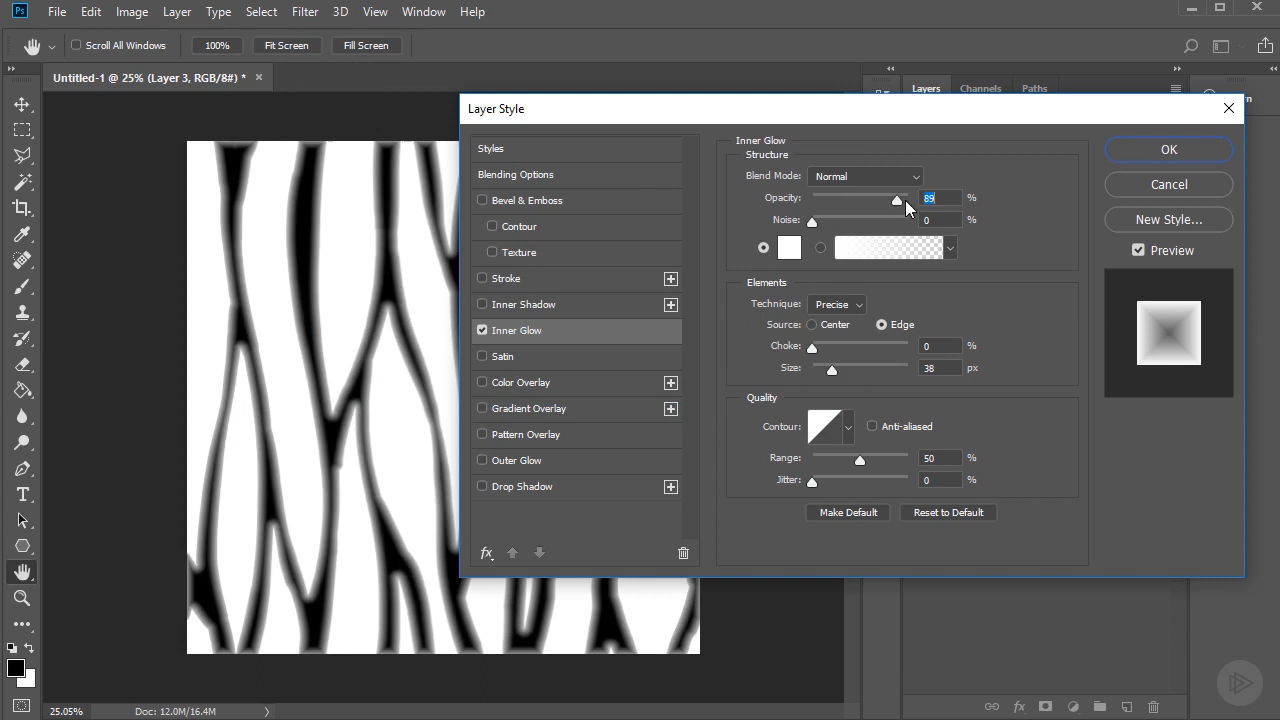 Ps File Edit Image Layer Type Select Filter 3D View Window Help
Scroll All Windows 100% Fit Screen Fill Screen
Untitled-1 @ 25% (Layer 3, RGB/8#) * ×
Layers Channels Paths
Layer Style
Styles
Blending Options
Bevel & Emboss
Contour
Texture
Stroke
Inner Shadow
Inner Glow
Satin
Color Overlay
Gradient Overlay
Pattern Overlay
Outer Glow
Drop Shadow
fx
Inner Glow
Structure
Blend Mode: Normal
Opacity: 89 %
Noise: 0 %
Elements
Technique: Precise
Source: Center Edge
Choke: 0 %
Size: 38 px
Quality
Contour: Anti-aliased
Range: 50 %
Jitter: 0 %
Make Default Reset to Default
OK
Cancel
New Style...
Preview
25.05% Doc: 12.0M/16.4M
fx